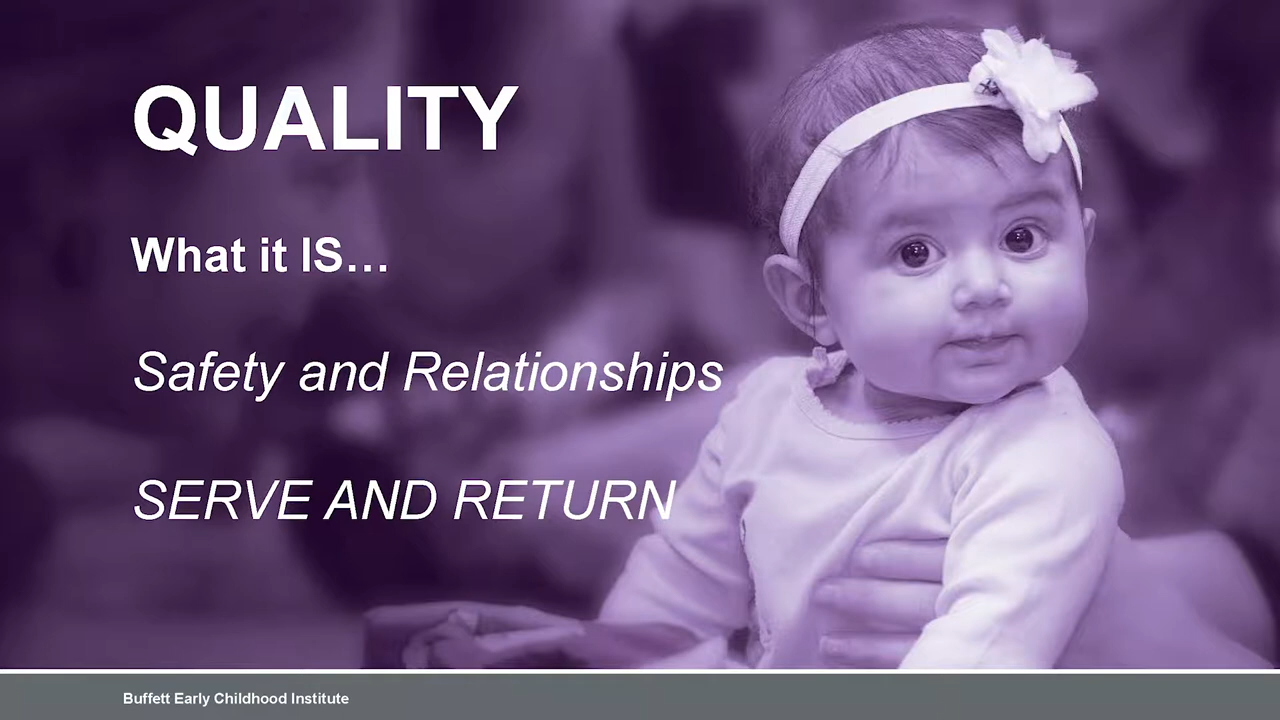 QUALITY
What it IS...
Safety and Relationships
SERVE AND RETURN
Buffett Early Childhood Institute